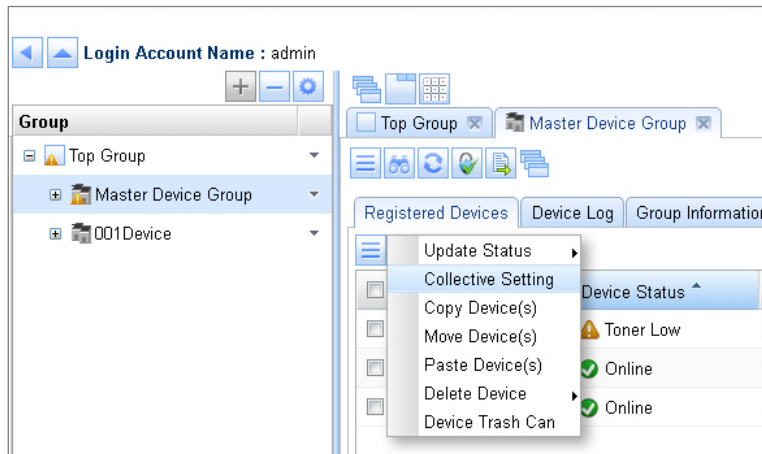 Login Account Name : admin
Group
Top Group
Master Device Group
001Device
Top Group
Master Device Group
Registered Devices
Device Log
Group Information
Update Status
Collective Setting
Copy Device(s)
Move Device(s)
Paste Device(s)
Delete Device
Device Trash Can
Device Status
Toner Low
Online
Online